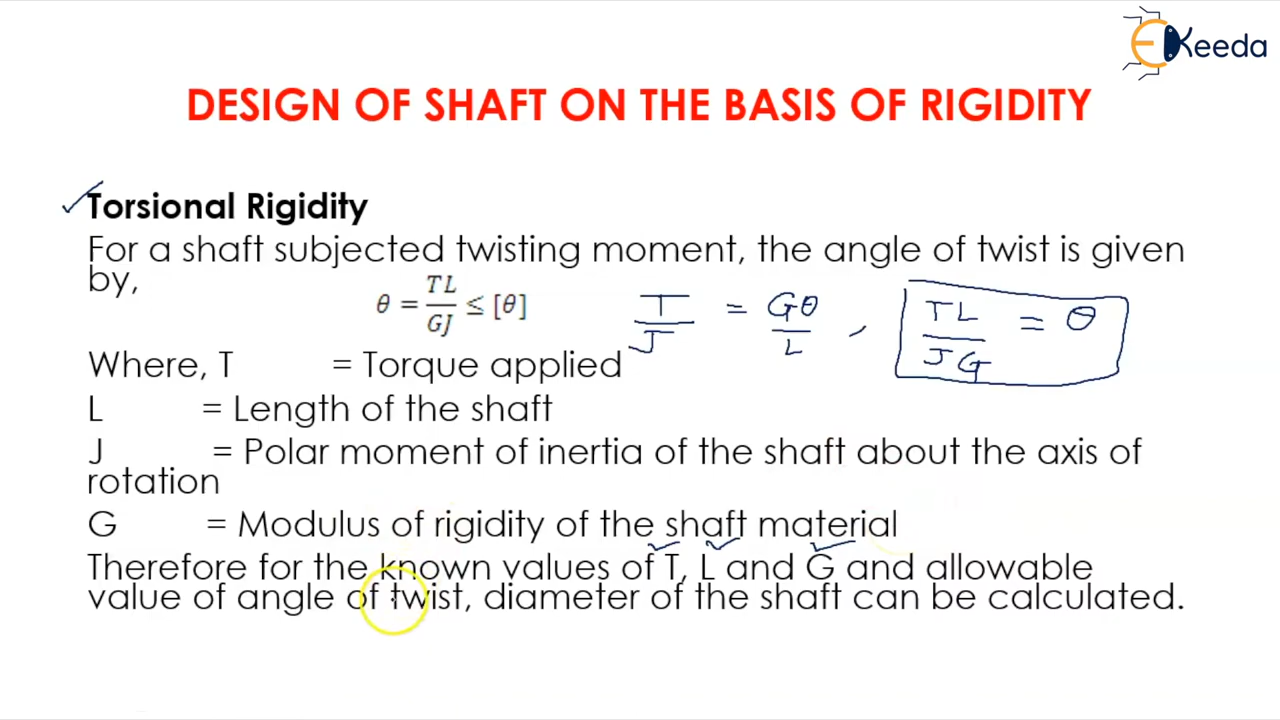 EKeeda
DESIGN OF SHAFT ON THE BASIS OF RIGIDITY
Torsional Rigidity
For a shaft subjected twisting moment, the angle of twist is given
by,
θ = TL/GJ ≤ [θ]
T/J = Gθ/L , TL/JG = θ
Where, T = Torque applied
L = Length of the shaft
J = Polar moment of inertia of the shaft about the axis of
rotation
G = Modulus of rigidity of the shaft material
Therefore for the known values of T, L and G and allowable
value of angle of twist, diameter of the shaft can be calculated.